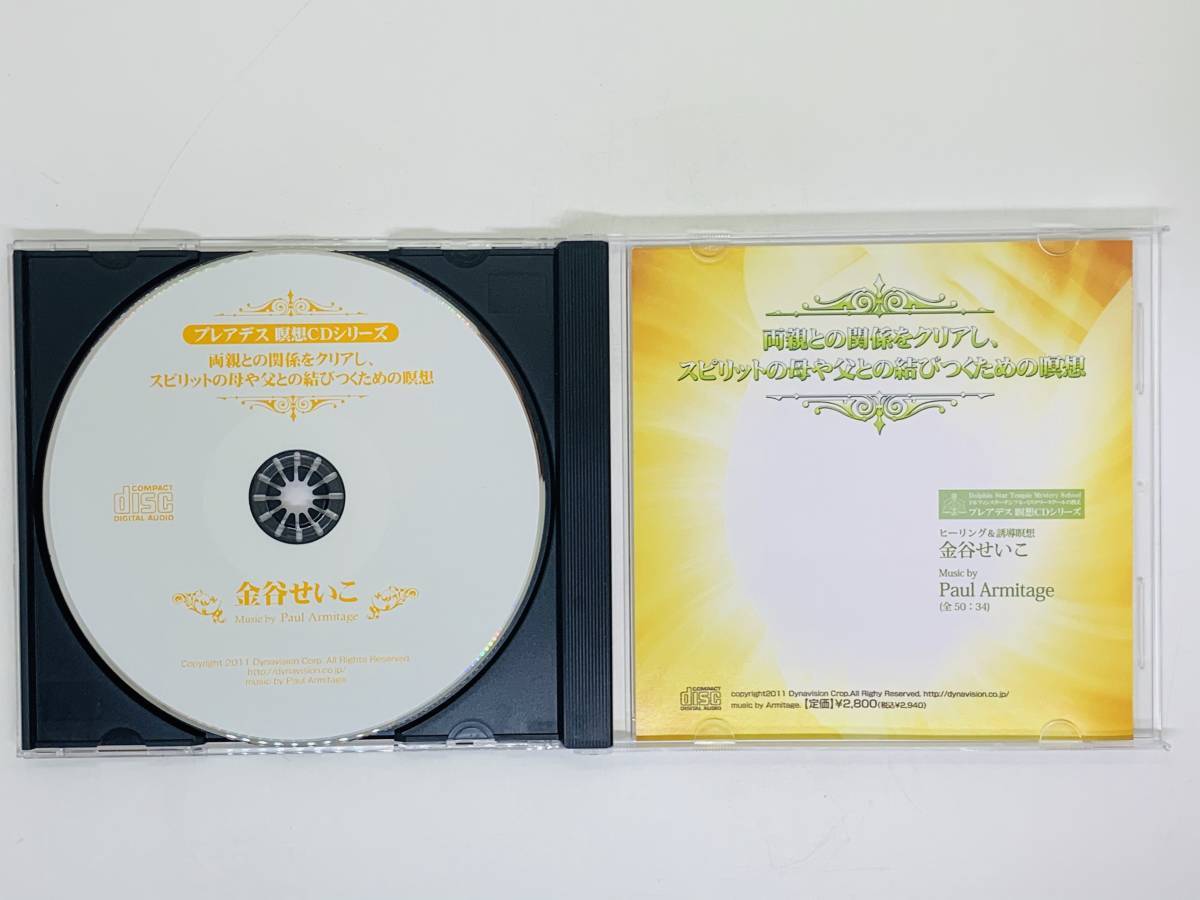 プレアデス 瞑想CDシリーズ
両親との関係をクリアし、
スピリットの母や父との結びつくための瞑想
COMPACT
disc
DIGITAL AUDIO
金谷せいこ
Music by Paul Armitage
Copyright 2011 Dynavision Corp. All Rights Reserved.
http://dynavision.co.jp/
music by Paul Armitage
両親との関係をクリアし、
スピリットの母や父との結びつくための瞑想
Dolphin Star Temple Mystery School
プレアデス 瞑想CDシリーズ
ヒーリング&誘導瞑想
金谷せいこ
Music by
Paul Armitage
(全 50:34)
COMPACT
disc
DIGITAL AUDIO
copyright2011 Dynavision Crop.All Righy Reserved, http://dynavision.co.jp/
music by Armitage. 【定価】¥2,800(税込¥2,940)